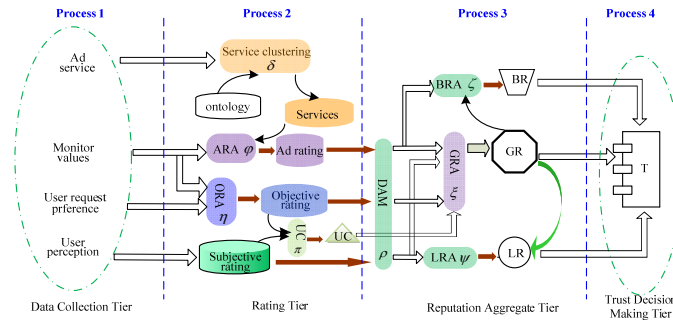 Process 1
Process 2
Process 3
Process 4
Ad
service
Service clustering
δ
ontology
Services
BRA ζ
BR
Monitor
values
ARA φ
Ad rating
DAM
ρ
GRA
ξ
GR
T
User request
prference
ORA
η
Objective
rating
UC
π
UC
User
perception
Subjective
rating
LRA ψ
LR
Data Collection Tier
Rating Tier
Reputation Aggregate Tier
Trust Decision
Making Tier